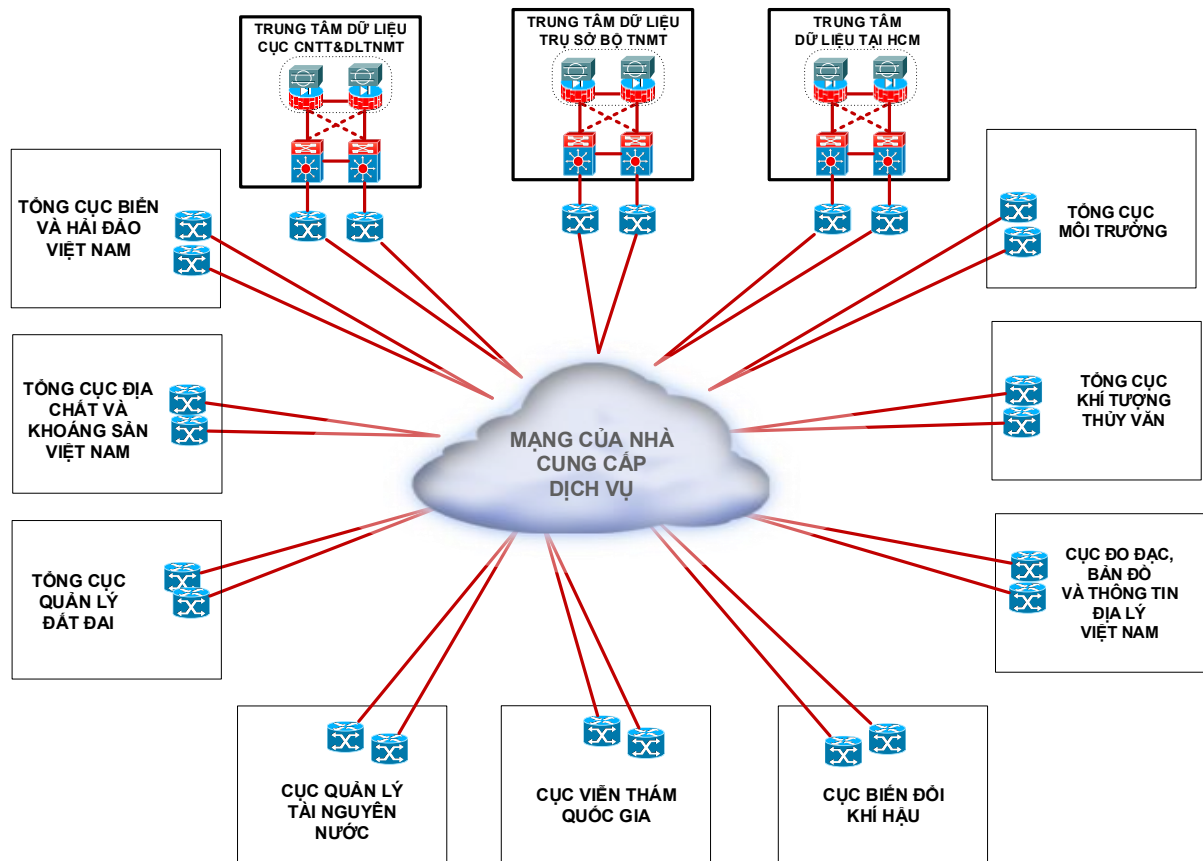 TRUNG TÂM DỮ LIỆU
CỤC CNTT&DLTNMT
TRUNG TÂM DỮ LIỆU
TRỤ SỞ BỘ TNMT
TRUNG TÂM
DỮ LIỆU TẠI HCM
TỔNG CỤC BIỂN
VÀ HẢI ĐẢO
VIỆT NAM
TỔNG CỤC
MÔI TRƯỜNG
TỔNG CỤC ĐỊA
CHẤT VÀ
KHOÁNG SẢN
VIỆT NAM
TỔNG CỤC
KHÍ TƯỢNG
THỦY VĂN
MẠNG CỦA NHÀ
CUNG CẤP
DỊCH VỤ
TỔNG CỤC
QUẢN LÝ
ĐẤT ĐAI
CỤC ĐO ĐẠC,
BẢN ĐỒ
VÀ THÔNG TIN
ĐỊA LÝ
VIỆT NAM
CỤC QUẢN LÝ
TÀI NGUYÊN
NƯỚC
CỤC VIỄN THÁM
QUỐC GIA
CỤC BIẾN ĐỔI
KHÍ HẬU